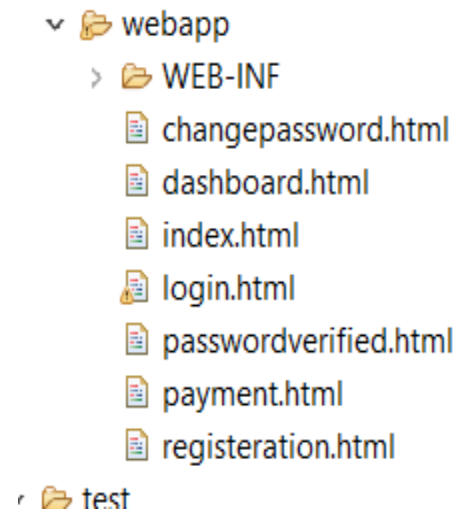 webapp
WEB-INF
changepassword.html
dashboard.html
index.html
login.html
passwordverified.html
payment.html
registeration.html
test